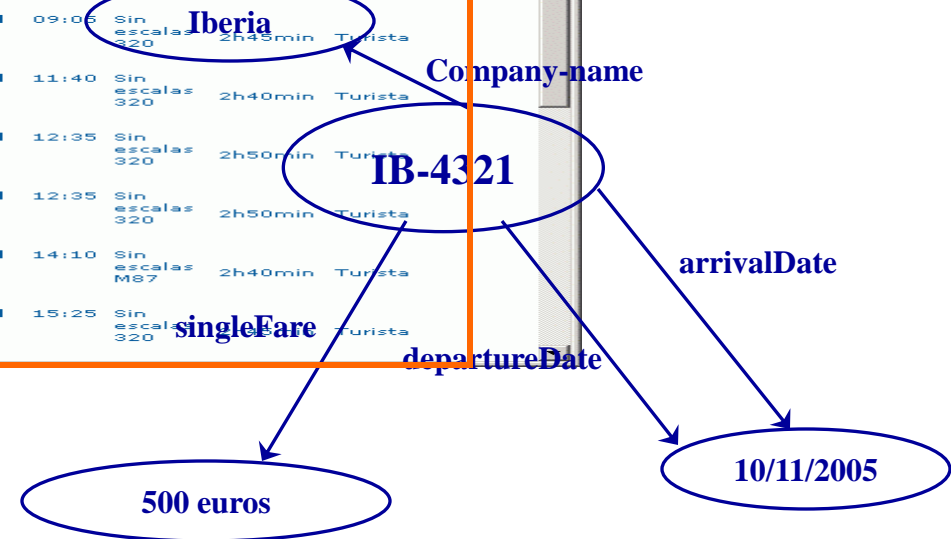 09:05 Sin
escalas
320
2h45min Turista
Iberia
Company-name
11:40 Sin
escalas
320
2h40min Turista
12:35 Sin
escalas
320
2h50min Turista
IB-4321
12:35 Sin
escalas
320
2h50min Turista
14:10 Sin
escalas
M87
2h40min Turista
arrivalDate
15:25 Sin
escalas
320
Turista
singleFare
departureDate
10/11/2005
500 euros